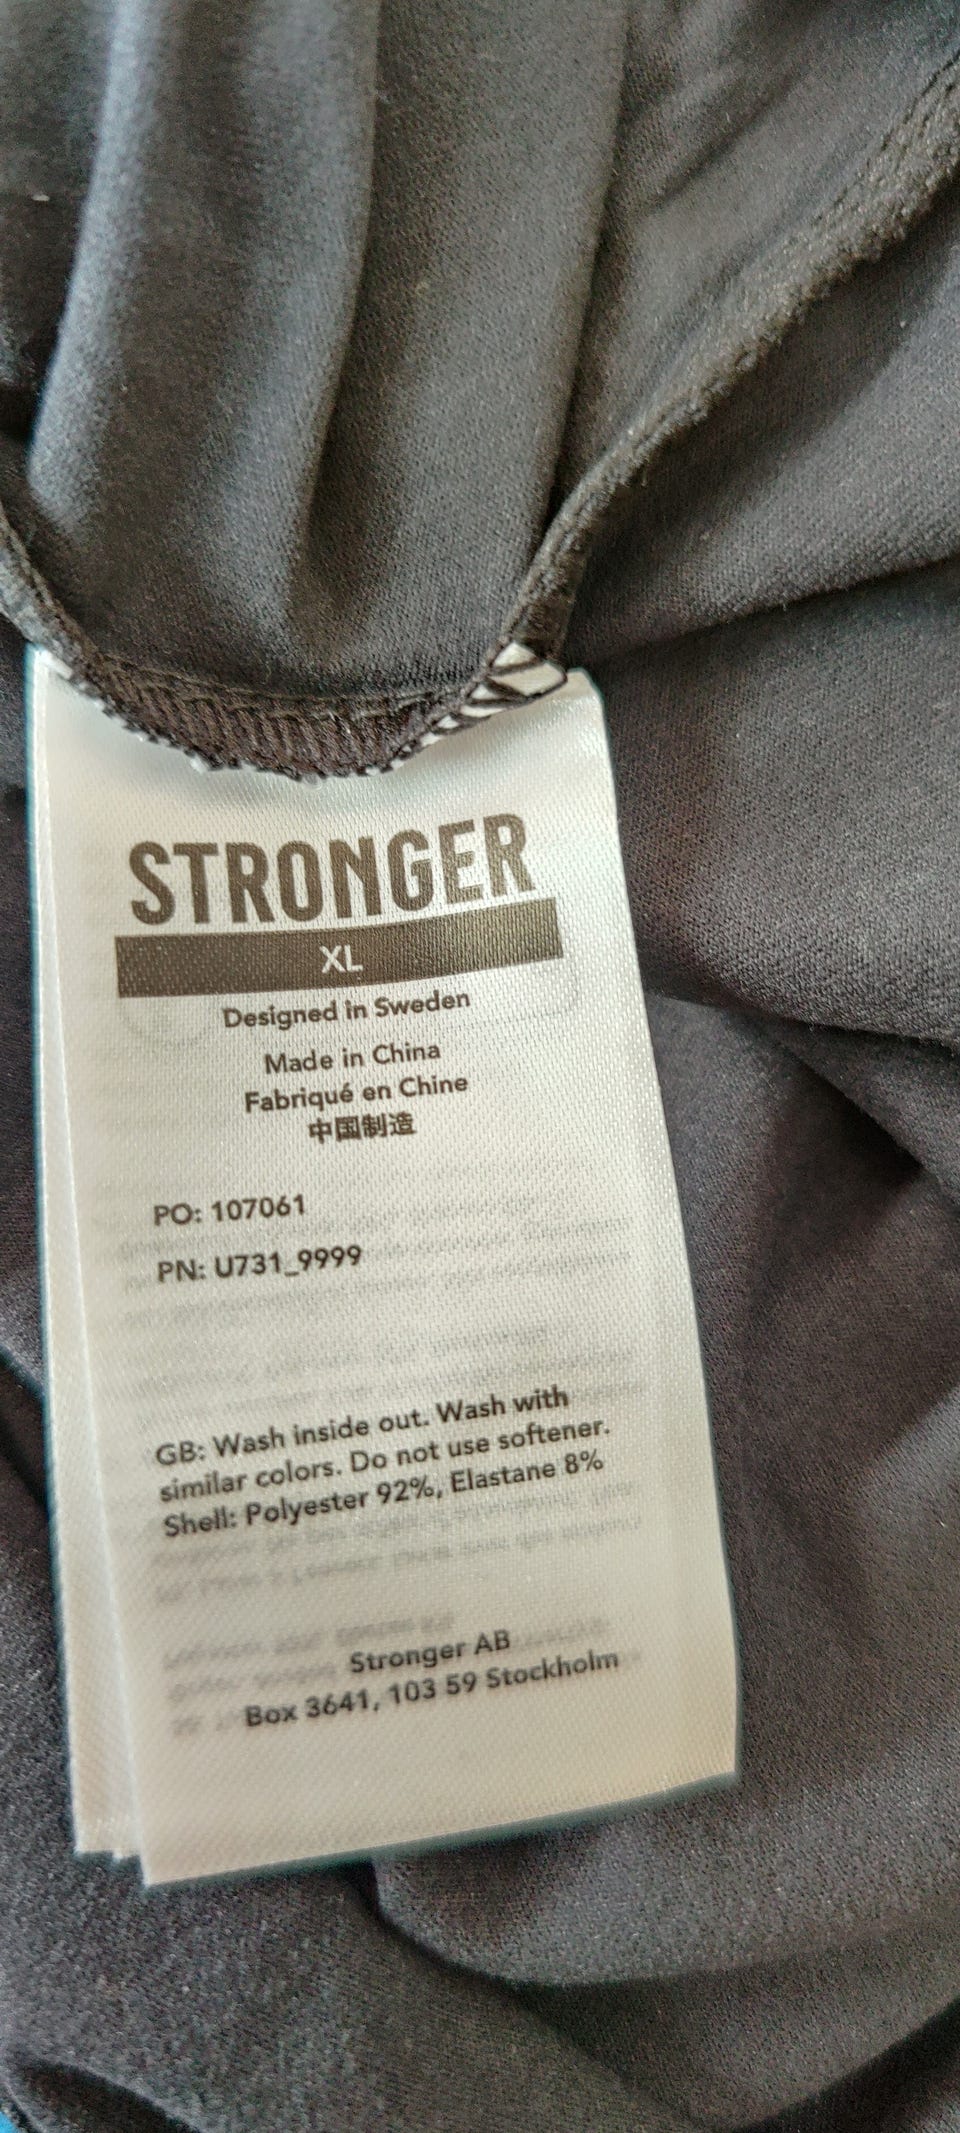 STRONGER
XL
Designed in Sweden
Made in China
Fabriqué en Chine
中国制造
PO: 107061
PN: U731_9999
GB: Wash inside out. Wash with
similar colors. Do not use softener.
Shell: Polyester 92%, Elastane 8%
Stronger AB
Box 3641, 103 59 Stockholm